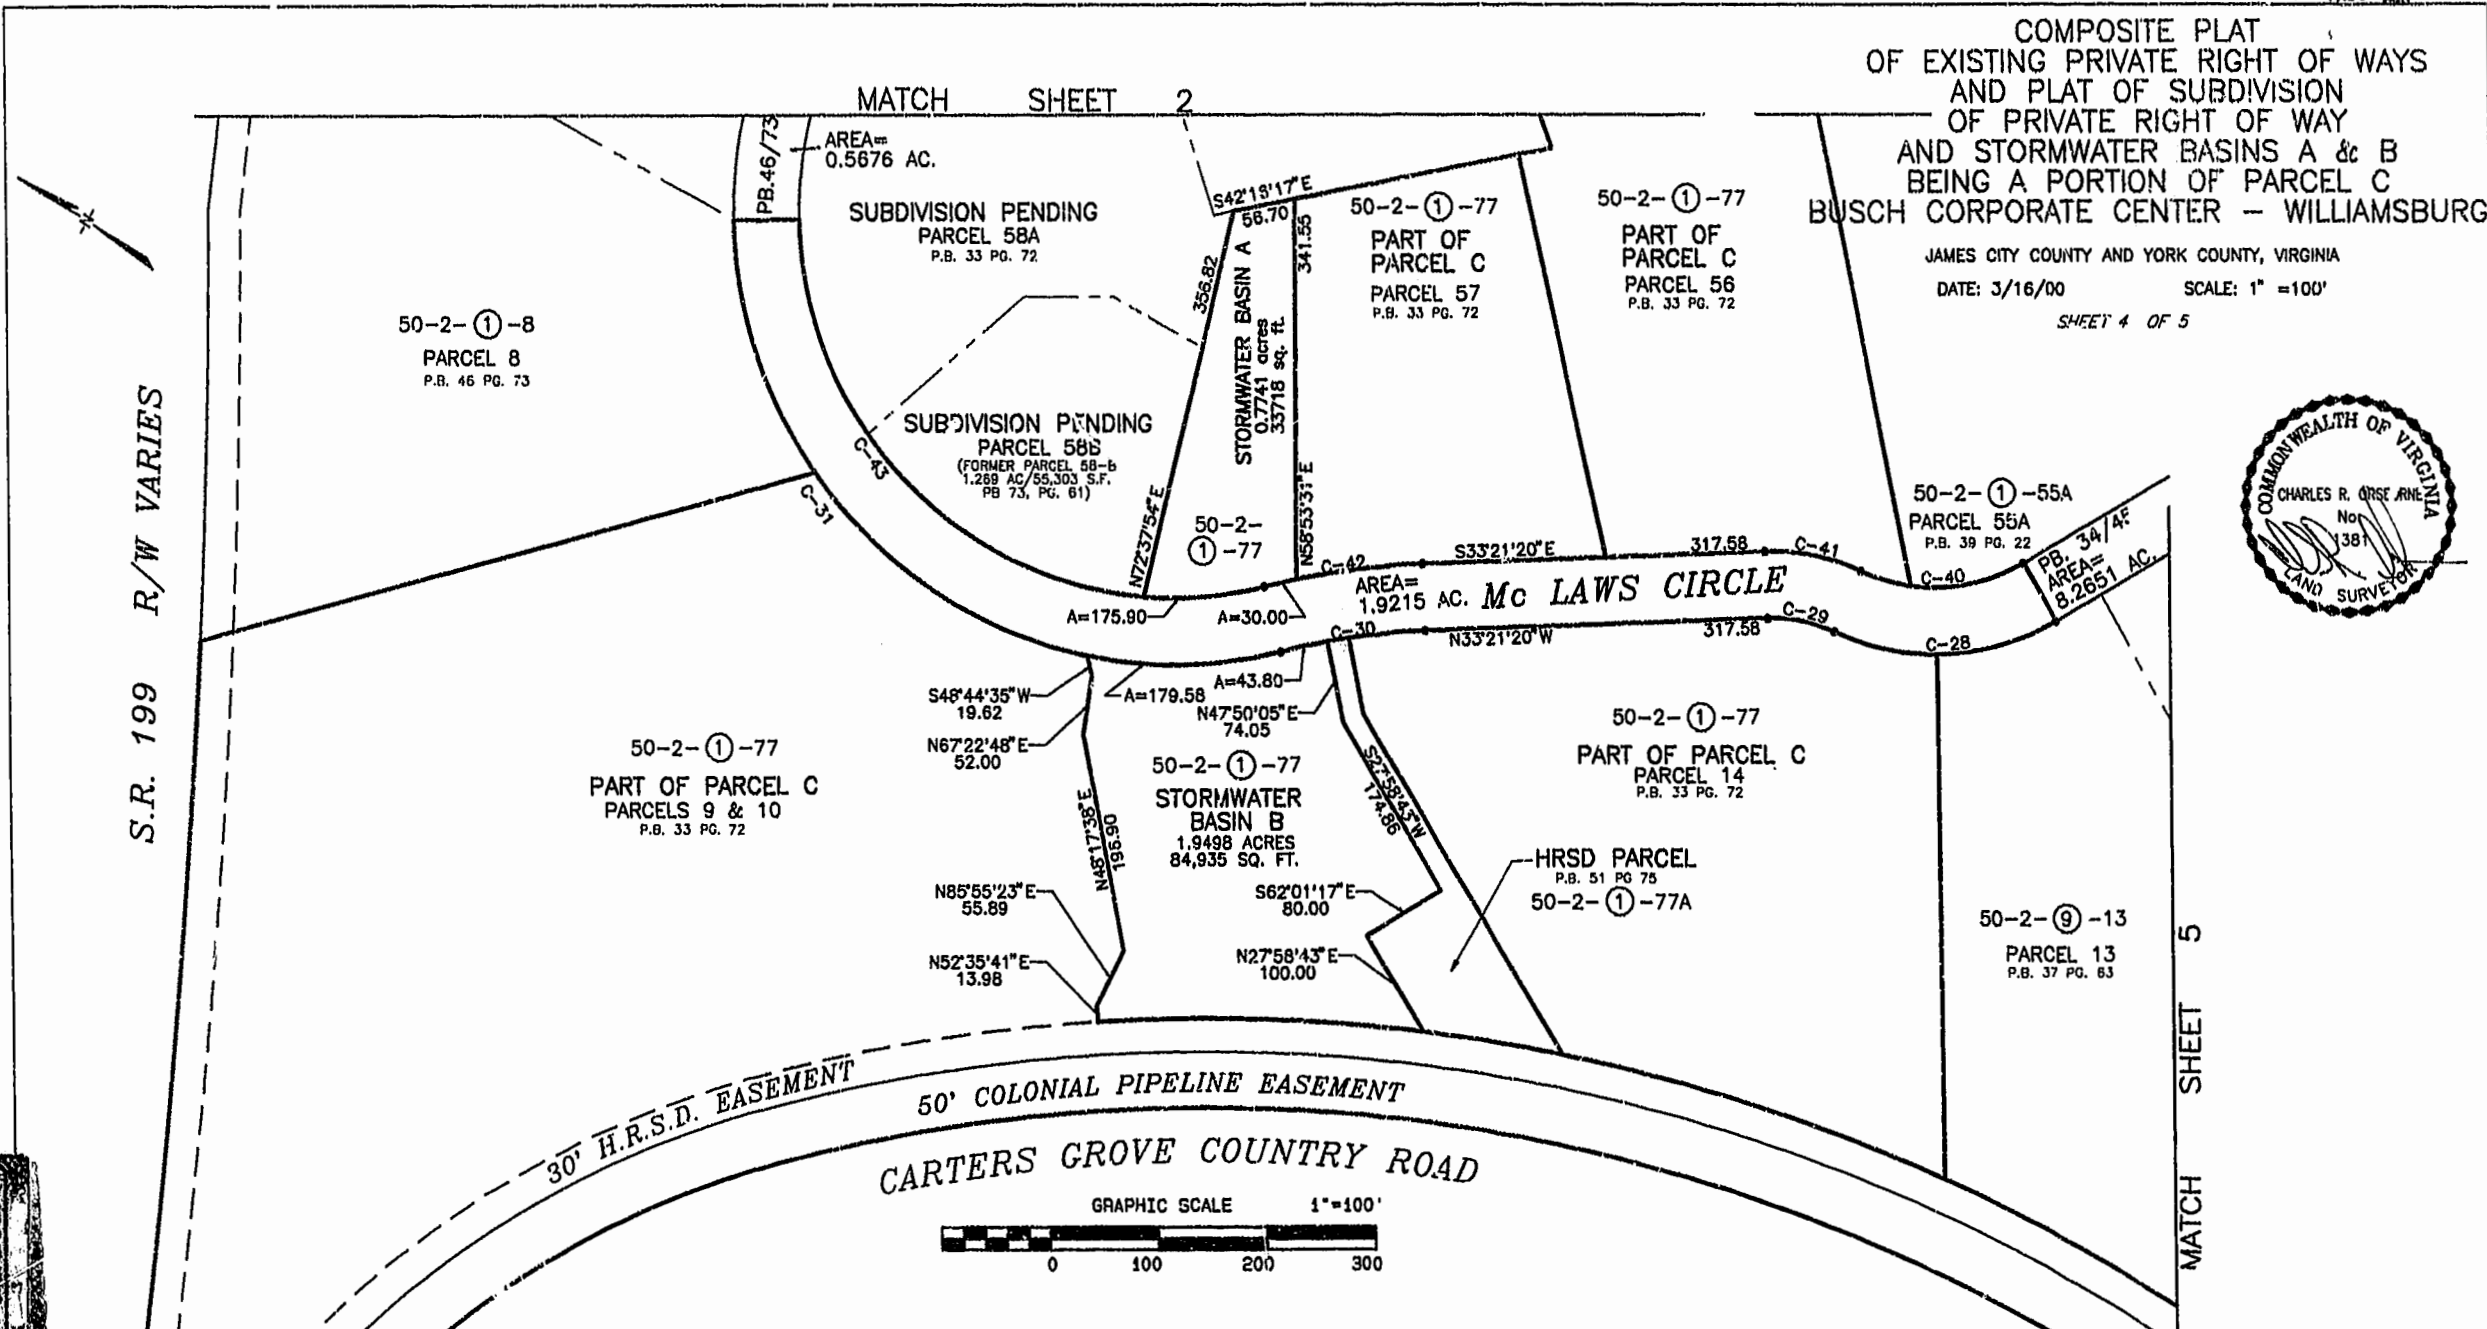 COMPOSITE PLAT
OF EXISTING PRIVATE RIGHT OF WAYS
AND PLAT OF SUBDIVISION
OF PRIVATE RIGHT OF WAY
AND STORMWATER BASINS A & B
BEING A PORTION OF PARCEL C
BUSCH CORPORATE CENTER – WILLIAMSBURG
JAMES CITY COUNTY AND YORK COUNTY, VIRGINIA
DATE: 3/16/00 SCALE: 1" =100'
SHEET 4 OF 5
MATCH SHEET 2
PB.46/73
AREA=
0.5676 AC.
SUBDIVISION PENDING
PARCEL 58A
P.B. 33 PG. 72
50-2-①-8
PARCEL 8
P.B. 46 PG. 73
S.R. 199 R/W VARIES
C-43
C-31
SUBDIVISION PENDING
PARCEL 58B
(FORMER PARCEL 58-B
1.269 AC/55,303 S.F.
PB 73, PG. 61)
S42°13'17"E
56.70
356.82
N72°37'54"E
STORMWATER BASIN A
0.7741 acres
33718 sq. ft.
341.55
N58°53'31"E
50-2-
①-77
50-2-①-77
PART OF
PARCEL C
PARCEL 57
P.B. 33 PG. 72
50-2-①-77
PART OF
PARCEL C
PARCEL 56
P.B. 33 PG. 72
50-2-①-55A
PARCEL 55A
P.B. 39 PG. 22
PB. 34/45
AREA=
8.2651 AC.
COMMONWEALTH OF VIRGINIA
CHARLES R.
No
1381
LAND SURVEYOR
C-42
S33°21'20"E
317.58
C-41
C-40
AREA=
1.9215 AC.
Mc LAWS CIRCLE
A=175.90
A=30.00
C-30
N33°21'20"W
317.58
C-29
C-28
A=179.58
A=43.80
S48°44'35"W
19.62
N67°22'48"E
52.00
N47°50'05"E
74.05
50-2-①-77
PART OF PARCEL C
PARCELS 9 & 10
P.B. 33 PG. 72
50-2-①-77
STORMWATER
BASIN B
1.9498 ACRES
84,935 SQ. FT.
N48°17'38"E
195.90
S27°58'43"W
174.86
50-2-①-77
PART OF PARCEL C
PARCEL 14
P.B. 33 PG. 72
HRSD PARCEL
P.B. 51 PG 75
50-2-①-77A
N85°55'23"E
55.89
S62°01'17"E
80.00
N52°35'41"E
13.98
N27°58'43"E
100.00
50-2-⑨-13
PARCEL 13
P.B. 37 PG. 63
MATCH SHEET 5
30' H.R.S.D. EASEMENT
50' COLONIAL PIPELINE EASEMENT
CARTERS GROVE COUNTRY ROAD
GRAPHIC SCALE 1"=100'
0 100 200 300